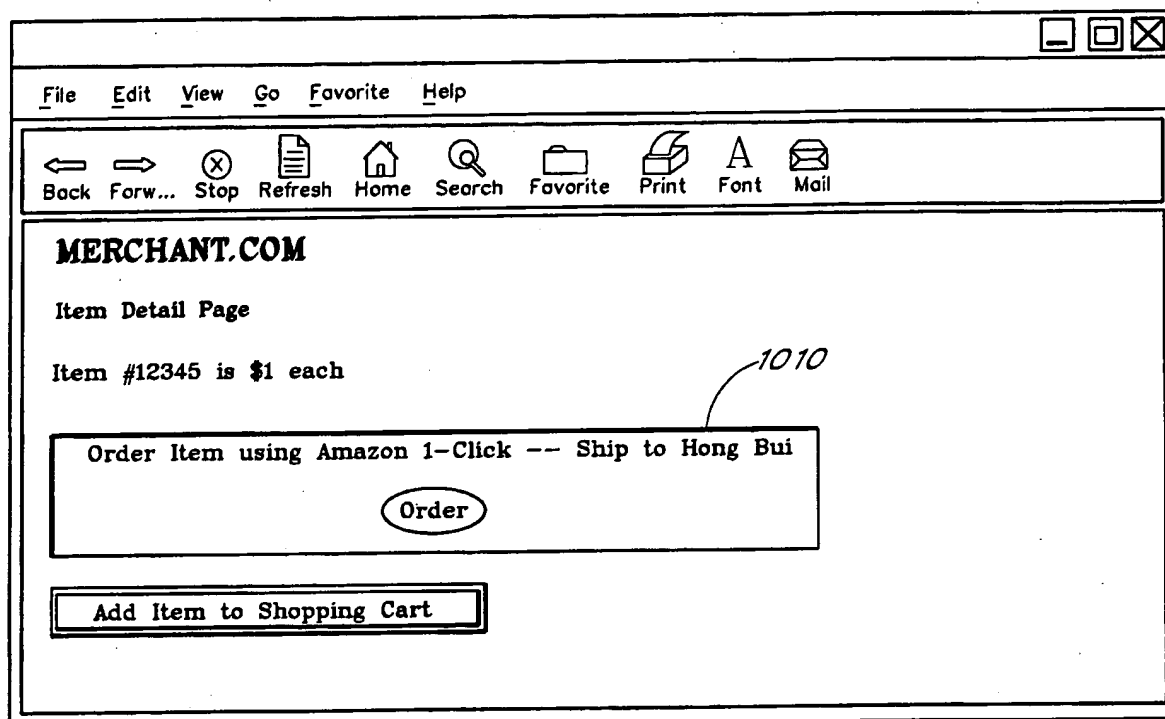 File Edit View Go Favorite Help
Back Forw... Stop Refresh Home Search Favorite Print Font Mail
MERCHANT.COM
Item Detail Page
Item #12345 is $1 each
1010
Order Item using Amazon 1-Click -- Ship to Hong Bui
Order
Add Item to Shopping Cart